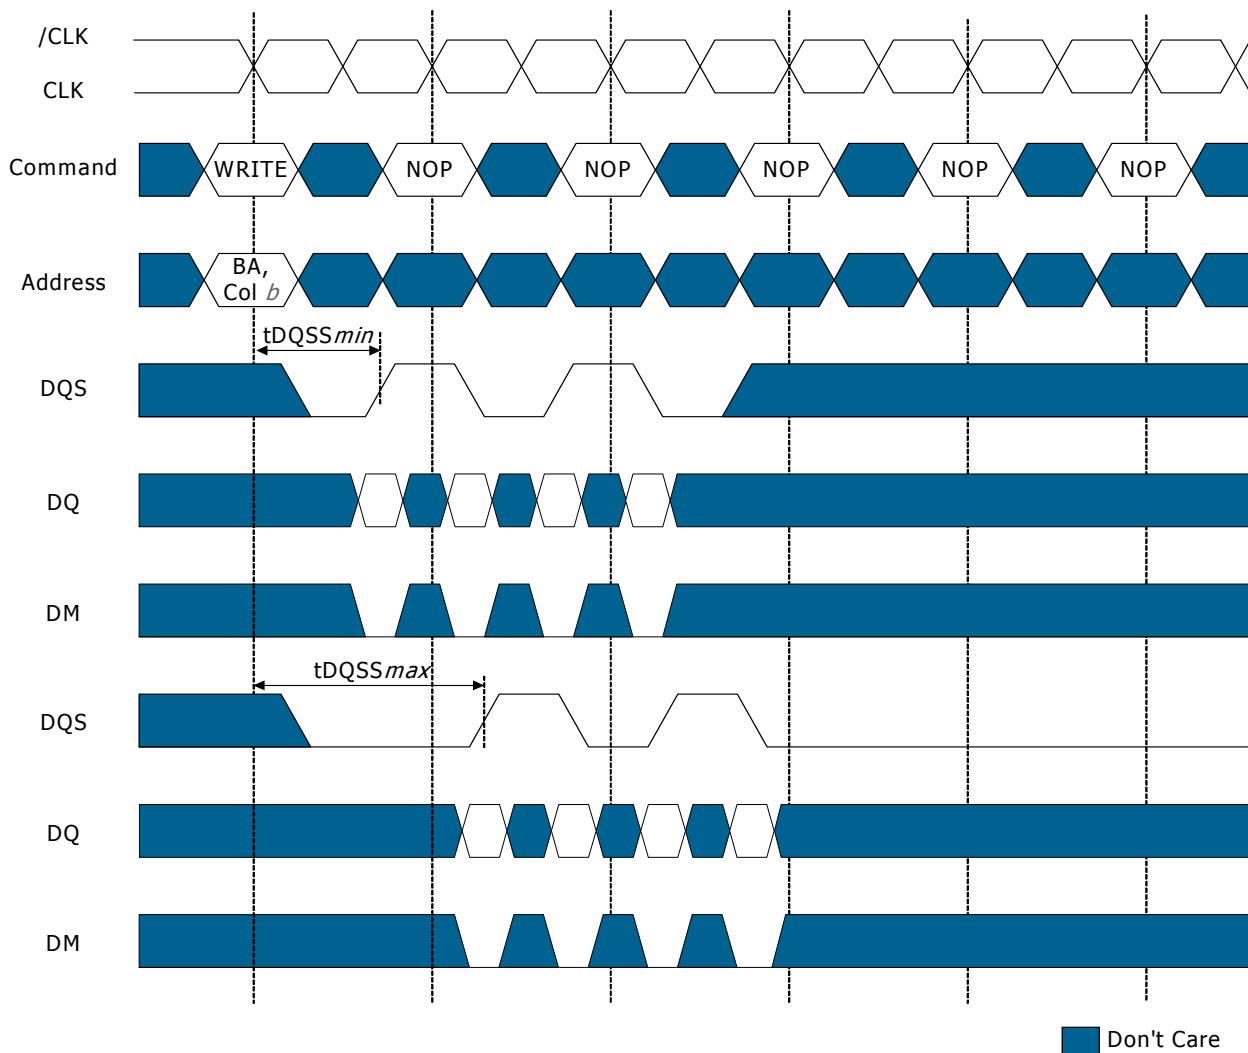 /CLK
CLK
Command
WRITE
NOP
NOP
NOP
NOP
NOP
Address
BA,
Col b
tDQSSmin
DQS
DQ
DM
tDQSSmax
DQS
DQ
DM
Don't Care